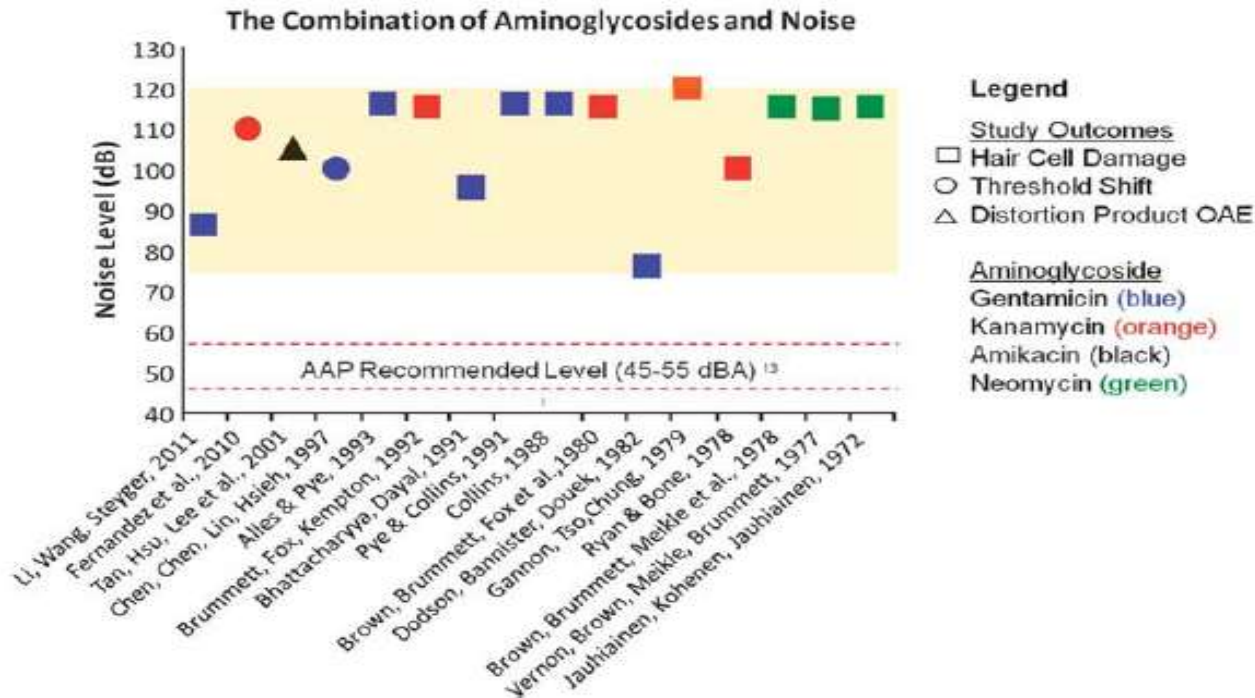 The Combination of Aminoglycosides and Noise
Noise Level (dB)
130
120
110
100
90
80
70
60
50
40
AAP Recommended Level (45-55 dBA) 13
Li, Wang, Steyger, 2011
Fernandez et al., 2010
Tan, Hsu, Lee et al., 2001
Chen, Chen, Lin, Hsieh, 1997
Alles & Pye, 1993
Brummett, Fox, Kempton, 1992
Bhattacharyya, Dayal, 1991
Pye & Collins, 1991
Collins, 1988
Brown, Brummett, Fox et al.,1980
Dodson, Bannister, Douek, 1982
Gannon, Tso,Chung, 1979
Ryan & Bone, 1978
Brown, Brummett, Meikle et al., 1978
Vernon, Brown, Meikle, Brummett, 1977
Jauhiainen, Kohenen, Jauhiainen, 1972
Legend
Study Outcomes
Hair Cell Damage
Threshold Shift
Distortion Product OAE
Aminoglycoside
Gentamicin (blue)
Kanamycin (orange)
Amikacin (black)
Neomycin (green)